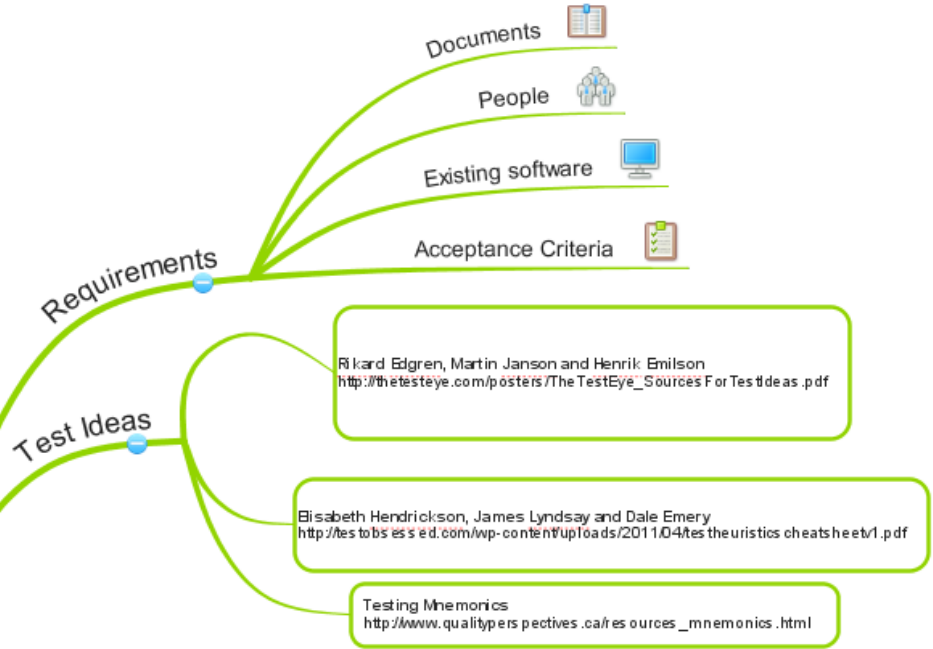 Documents
People
Existing software
Acceptance Criteria
Requirements
Rikard Edgren, Martin Janson and Henrik Emilson
http://thetesteye.com/posters/TheTestEye_SourcesForTestIdeas.pdf
Test Ideas
Elisabeth Hendrickson, James Lyndsay and Dale Emery
http://testobsessed.com/wp-content/uploads/2011/04/testheuristicscheatsheetv1.pdf
Testing Mnemonics
http://www.qualityperspectives.ca/resources_mnemonics.html